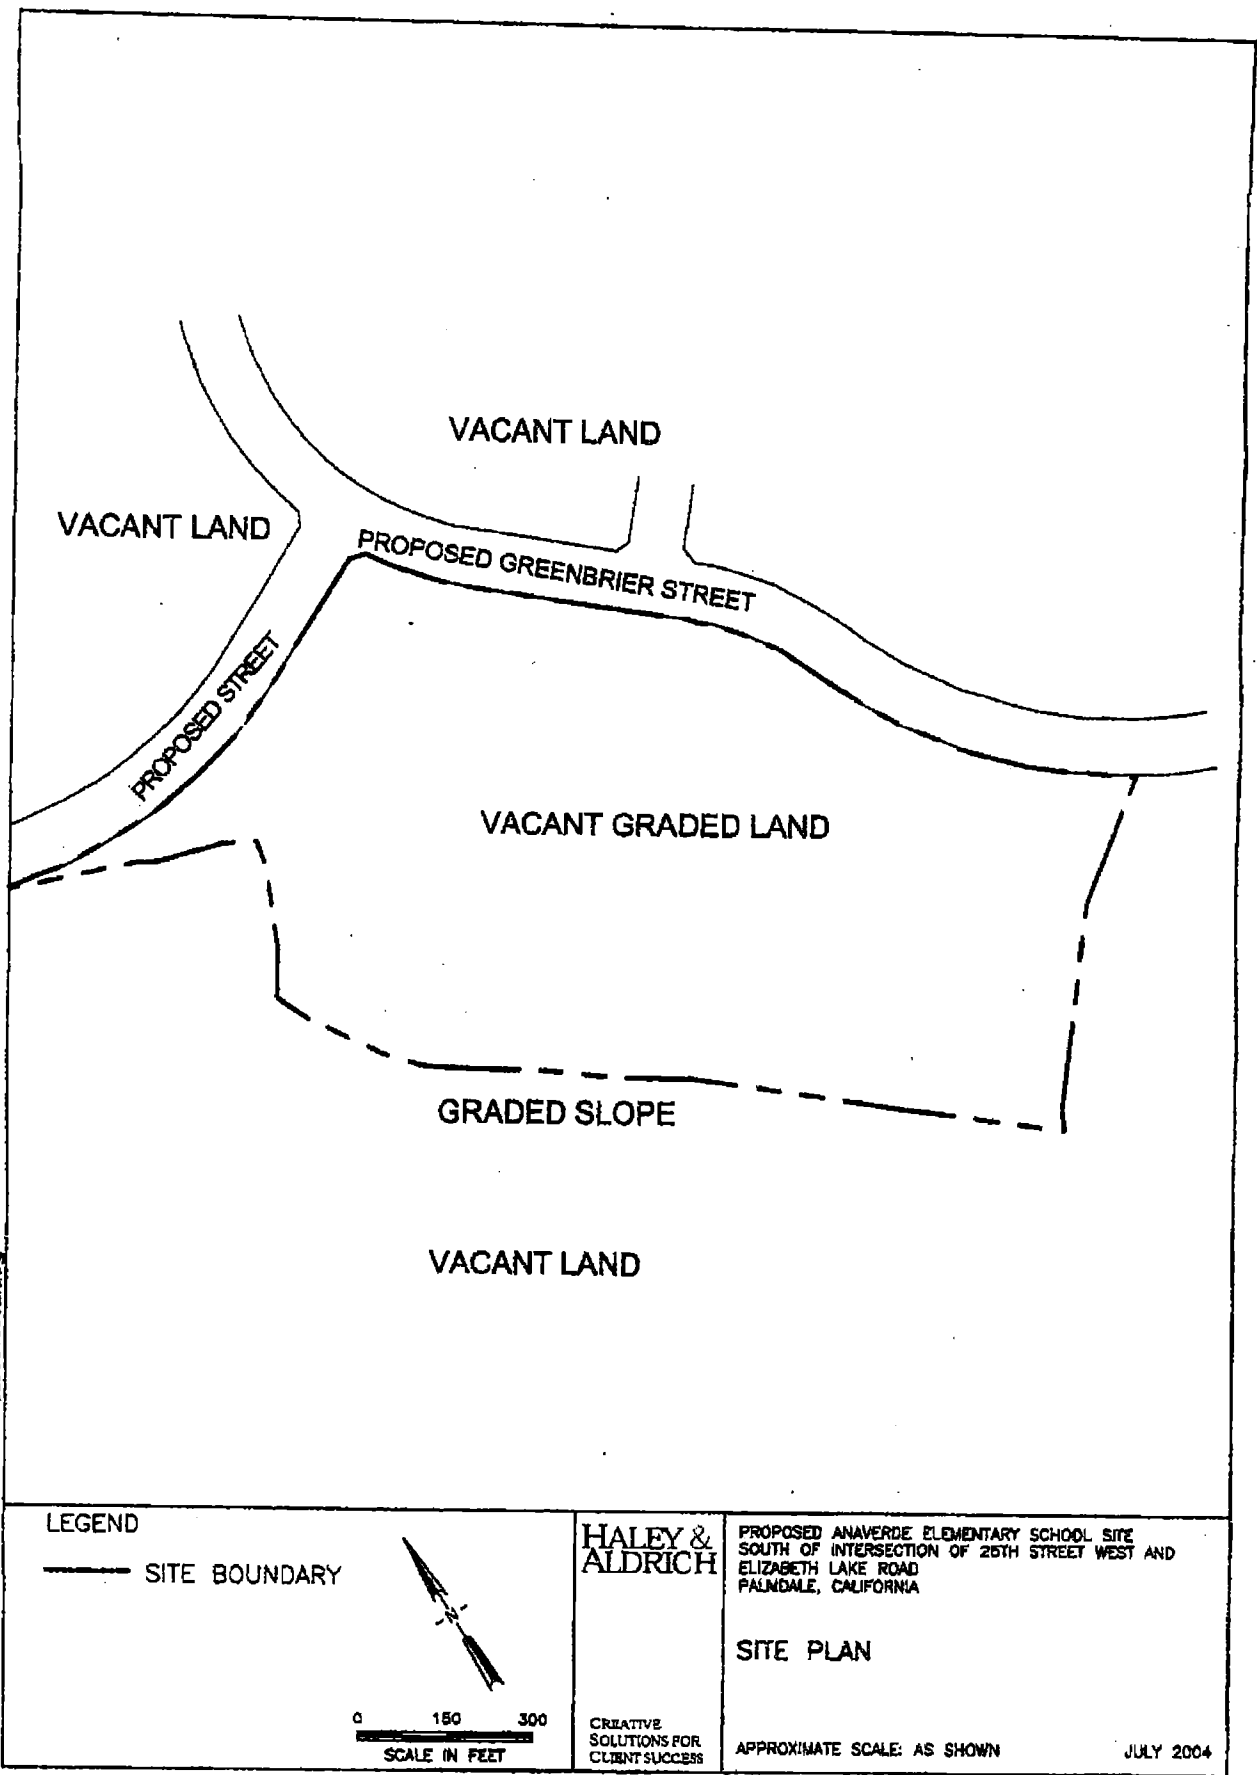 VACANT LAND
VACANT LAND
PROPOSED GREENBRIER STREET
PROPOSED STREET
VACANT GRADED LAND
GRADED SLOPE
VACANT LAND
LEGEND
SITE BOUNDARY
N
0 150 300
SCALE IN FEET
HALEY &
ALDRICH
CREATIVE
SOLUTIONS FOR
CLIENT SUCCESS
PROPOSED ANAVERDE ELEMENTARY SCHOOL SITE
SOUTH OF INTERSECTION OF 25TH STREET WEST AND
ELIZABETH LAKE ROAD
PALMDALE, CALIFORNIA
SITE PLAN
APPROXIMATE SCALE: AS SHOWN
JULY 2004